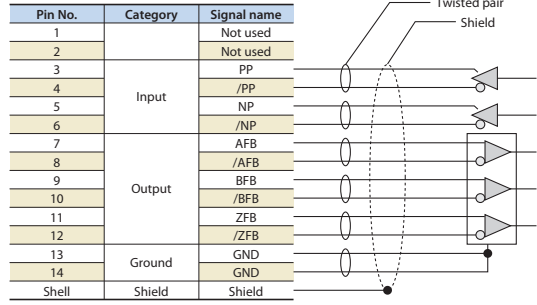 Twisted pair
Shield
Pin No. Category Signal name
1 Not used
2 Not used
3 PP
4 /PP
Input
5 NP
6 /NP
7 AFB
8 /AFB
9 BFB
Output
10 /BFB
11 ZFB
12 /ZFB
13 GND
Ground
14 GND
Shell Shield Shield